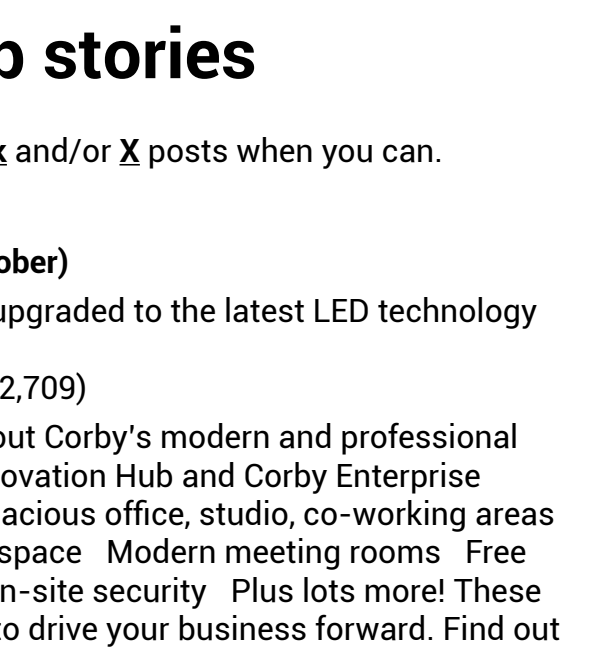 p stories
k and/or X posts when you can.
ober)
upgraded to the latest LED technology
2,709)
out Corby's modern and professional
ovation Hub and Corby Enterprise
acious office, studio, co-working areas
space   Modern meeting rooms   Free
n-site security   Plus lots more! These
to drive your business forward. Find out